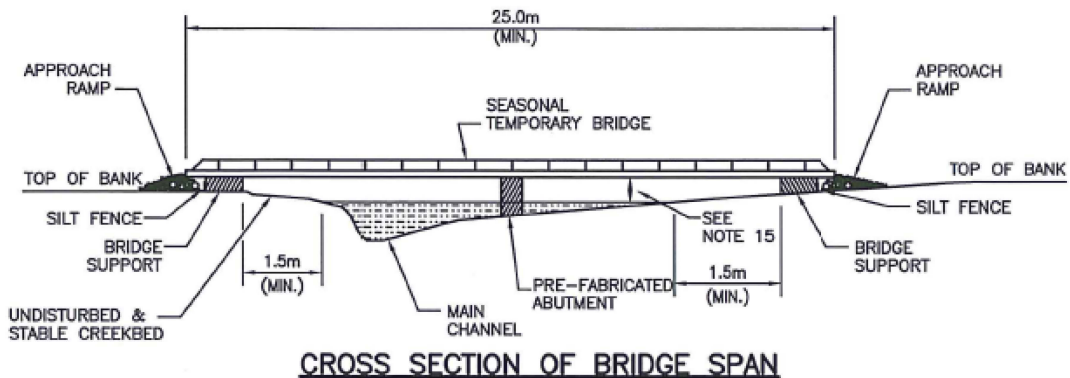 25.0m
(MIN.)
APPROACH
RAMP
APPROACH
RAMP
SEASONAL
TEMPORARY BRIDGE
TOP OF BANK
TOP OF BANK
SILT FENCE
SILT FENCE
SEE
NOTE 15
BRIDGE
SUPPORT
BRIDGE
SUPPORT
1.5m
(MIN.)
PRE-FABRICATED
ABUTMENT
1.5m
(MIN.)
UNDISTURBED &
STABLE CREEKBED
MAIN
CHANNEL
CROSS SECTION OF BRIDGE SPAN